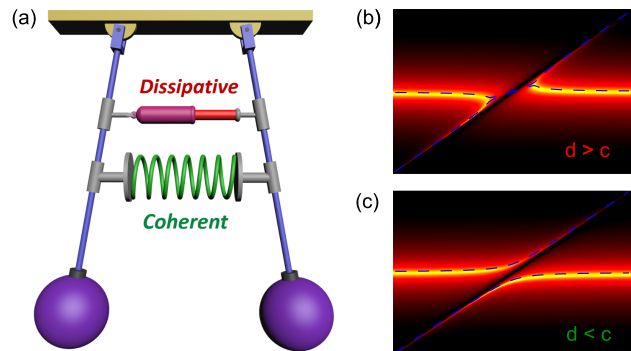 (a)
Dissipative
Coherent
(b)
d > c
(c)
d < c